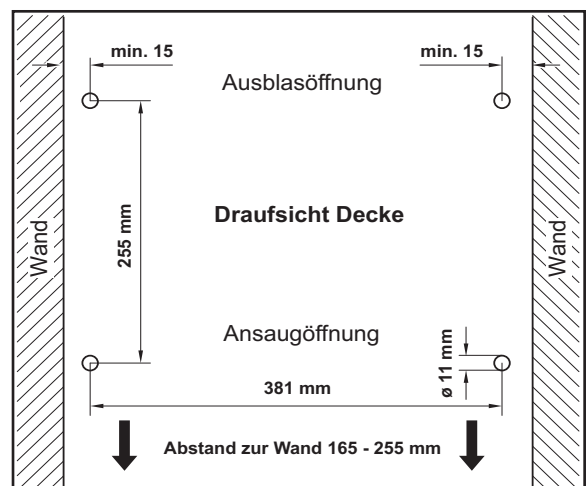 min. 15
min. 15
Ausblasöffnung
Wand
255 mm
Draufsicht Decke
Wand
Ansaugöffnung
ø 11 mm
381 mm
Abstand zur Wand 165 - 255 mm